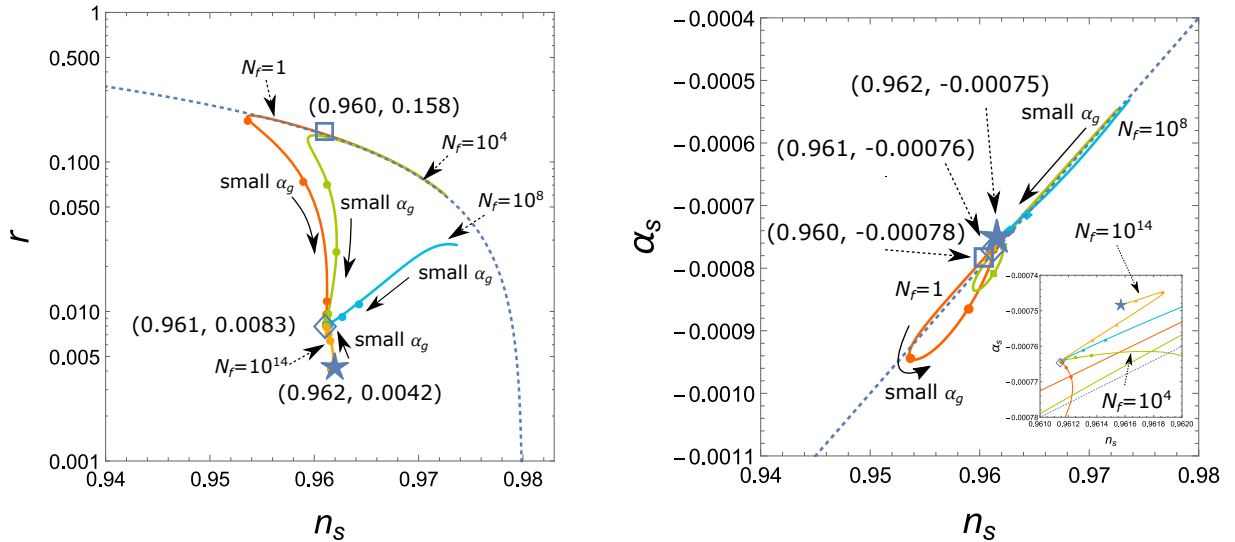 1
0.500
0.100
0.050
0.010
0.005
0.001
0.94
0.95
0.96
0.97
0.98
r
n_s
N_f=1
(0.960, 0.158)
N_f=10^4
small α_g
small α_g
N_f=10^8
small α_g
(0.961, 0.0083)
small α_g
N_f=10^14
(0.962, 0.0042)
−0.0004
−0.0005
−0.0006
−0.0007
−0.0008
−0.0009
−0.0010
−0.0011
0.94
0.95
0.96
0.97
0.98
α_s
n_s
(0.962, -0.00075)
small α_g
N_f=10^8
(0.961, -0.00076)
(0.960, -0.00078)
N_f=1
small α_g
N_f=10^14
-0.74